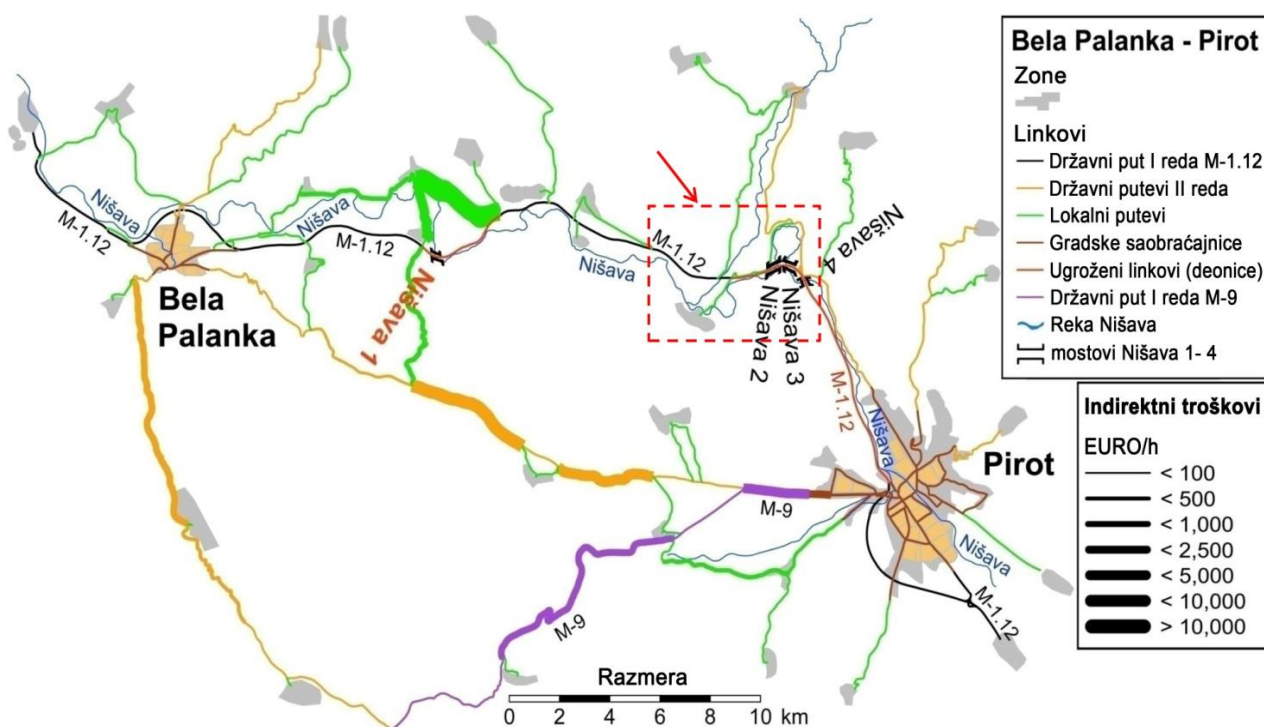 Bela Palanka - Pirot
Zone
Linkovi
Državni put I reda M-1.12
Državni putevi II reda
Lokalni putevi
Gradske saobraćajnice
Ugroženi linkovi (deonice)
Državni put I reda M-9
Reka Nišava
mostovi Nišava 1- 4
Indirektni troškovi
EURO/h
< 100
< 500
< 1,000
< 2,500
< 5,000
< 10,000
> 10,000
Nišava
M-1.12
Bela
Palanka
Nišava
M-1.12
Nišava 1
Nišava
M-1.12
Nišava 2
Nišava 3
Nišava 4
M-1.12
Nišava
Pirot
M-9
Nišava
M-1.12
M-9
Razmera
0 2 4 6 8 10 km